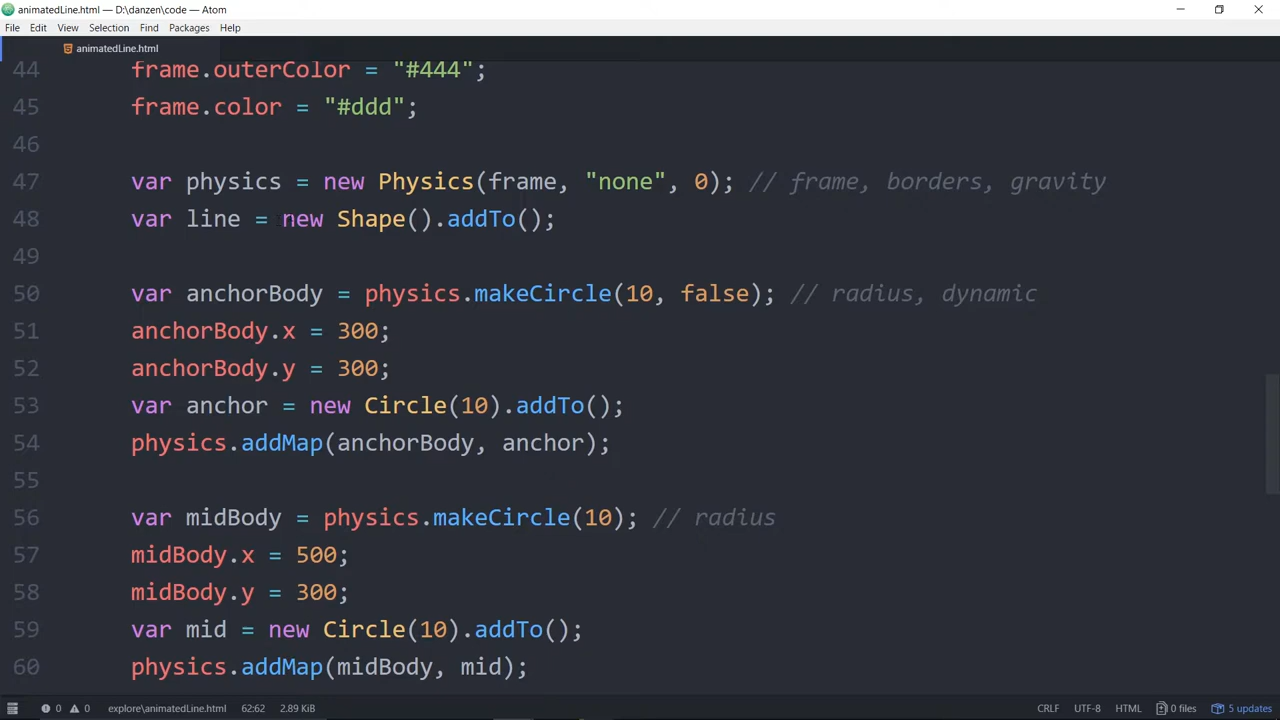 animatedLine.html — D:\danzen\code — Atom
File Edit View Selection Find Packages Help
animatedLine.html
44 frame.outerColor = "#444";
45 frame.color = "#ddd";
46
47 var physics = new Physics(frame, "none", 0); // frame, borders, gravity
48 var line = new Shape().addTo();
49
50 var anchorBody = physics.makeCircle(10, false); // radius, dynamic
51 anchorBody.x = 300;
52 anchorBody.y = 300;
53 var anchor = new Circle(10).addTo();
54 physics.addMap(anchorBody, anchor);
55
56 var midBody = physics.makeCircle(10); // radius
57 midBody.x = 500;
58 midBody.y = 300;
59 var mid = new Circle(10).addTo();
60 physics.addMap(midBody, mid);
0 0 explore\animatedLine.html 62:62 2.89 KiB CRLF UTF-8 HTML 0 files 5 updates